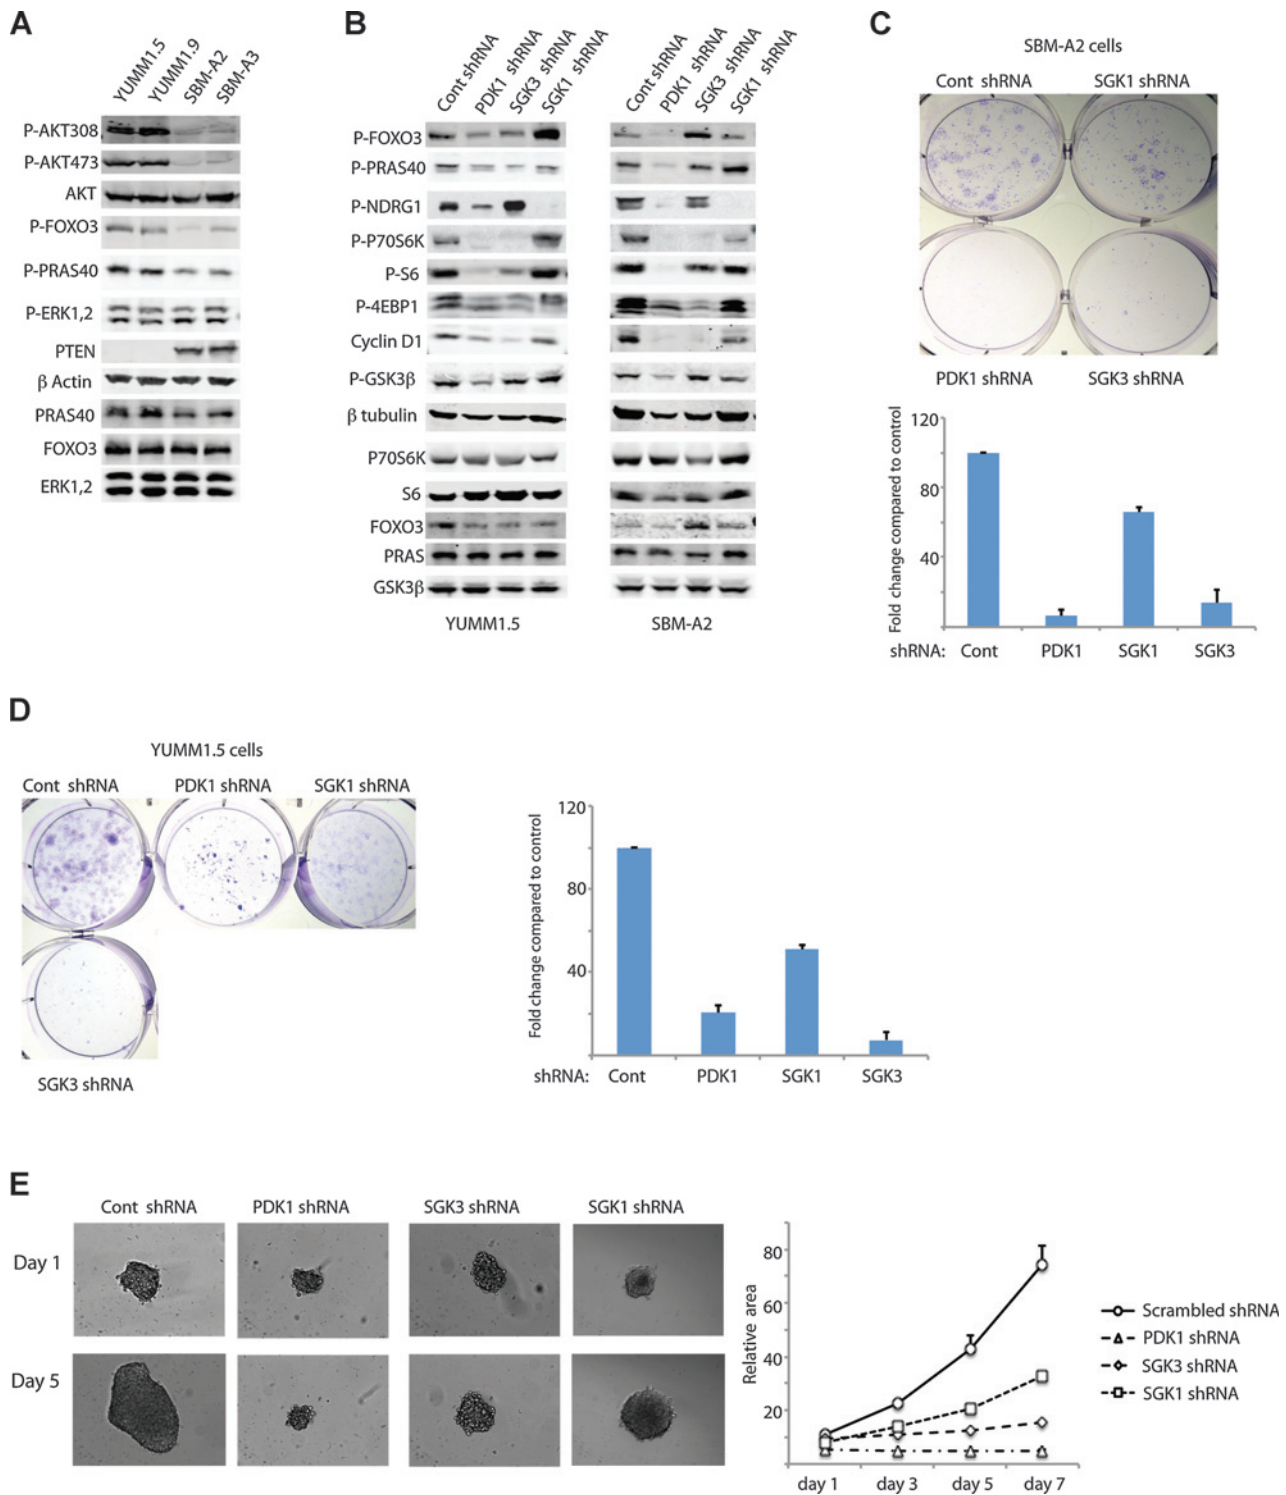 A
YUMM1.5
YUMM1.9
SBM-A2
SBM-A3
P-AKT308
P-AKT473
AKT
P-FOXO3
P-PRAS40
P-ERK1,2
PTEN
β Actin
PRAS40
FOXO3
ERK1,2
B
Cont shRNA
PDK1 shRNA
SGK3 shRNA
SGK1 shRNA
Cont shRNA
PDK1 shRNA
SGK3 shRNA
SGK1 shRNA
P-FOXO3
P-PRAS40
P-NDRG1
P-P70S6K
P-S6
P-4EBP1
Cyclin D1
P-GSK3β
β tubulin
P70S6K
S6
FOXO3
PRAS
GSK3β
YUMM1.5
SBM-A2
C
SBM-A2 cells
Cont shRNA
SGK1 shRNA
PDK1 shRNA
SGK3 shRNA
Fold change compared to control
120
80
40
shRNA: Cont PDK1 SGK1 SGK3
D
YUMM1.5 cells
Cont shRNA
PDK1 shRNA
SGK1 shRNA
SGK3 shRNA
Fold change compared to control
120
80
40
shRNA: Cont PDK1 SGK1 SGK3
E
Cont shRNA
PDK1 shRNA
SGK3 shRNA
SGK1 shRNA
Day 1
Day 5
Relative area
80
60
40
20
day 1 day 3 day 5 day 7
Scrambled shRNA
PDK1 shRNA
SGK3 shRNA
SGK1 shRNA